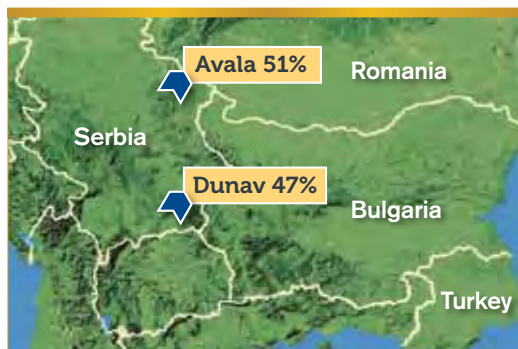 Avala 51%
Romania
Serbia
Dunav 47%
Bulgaria
Turkey